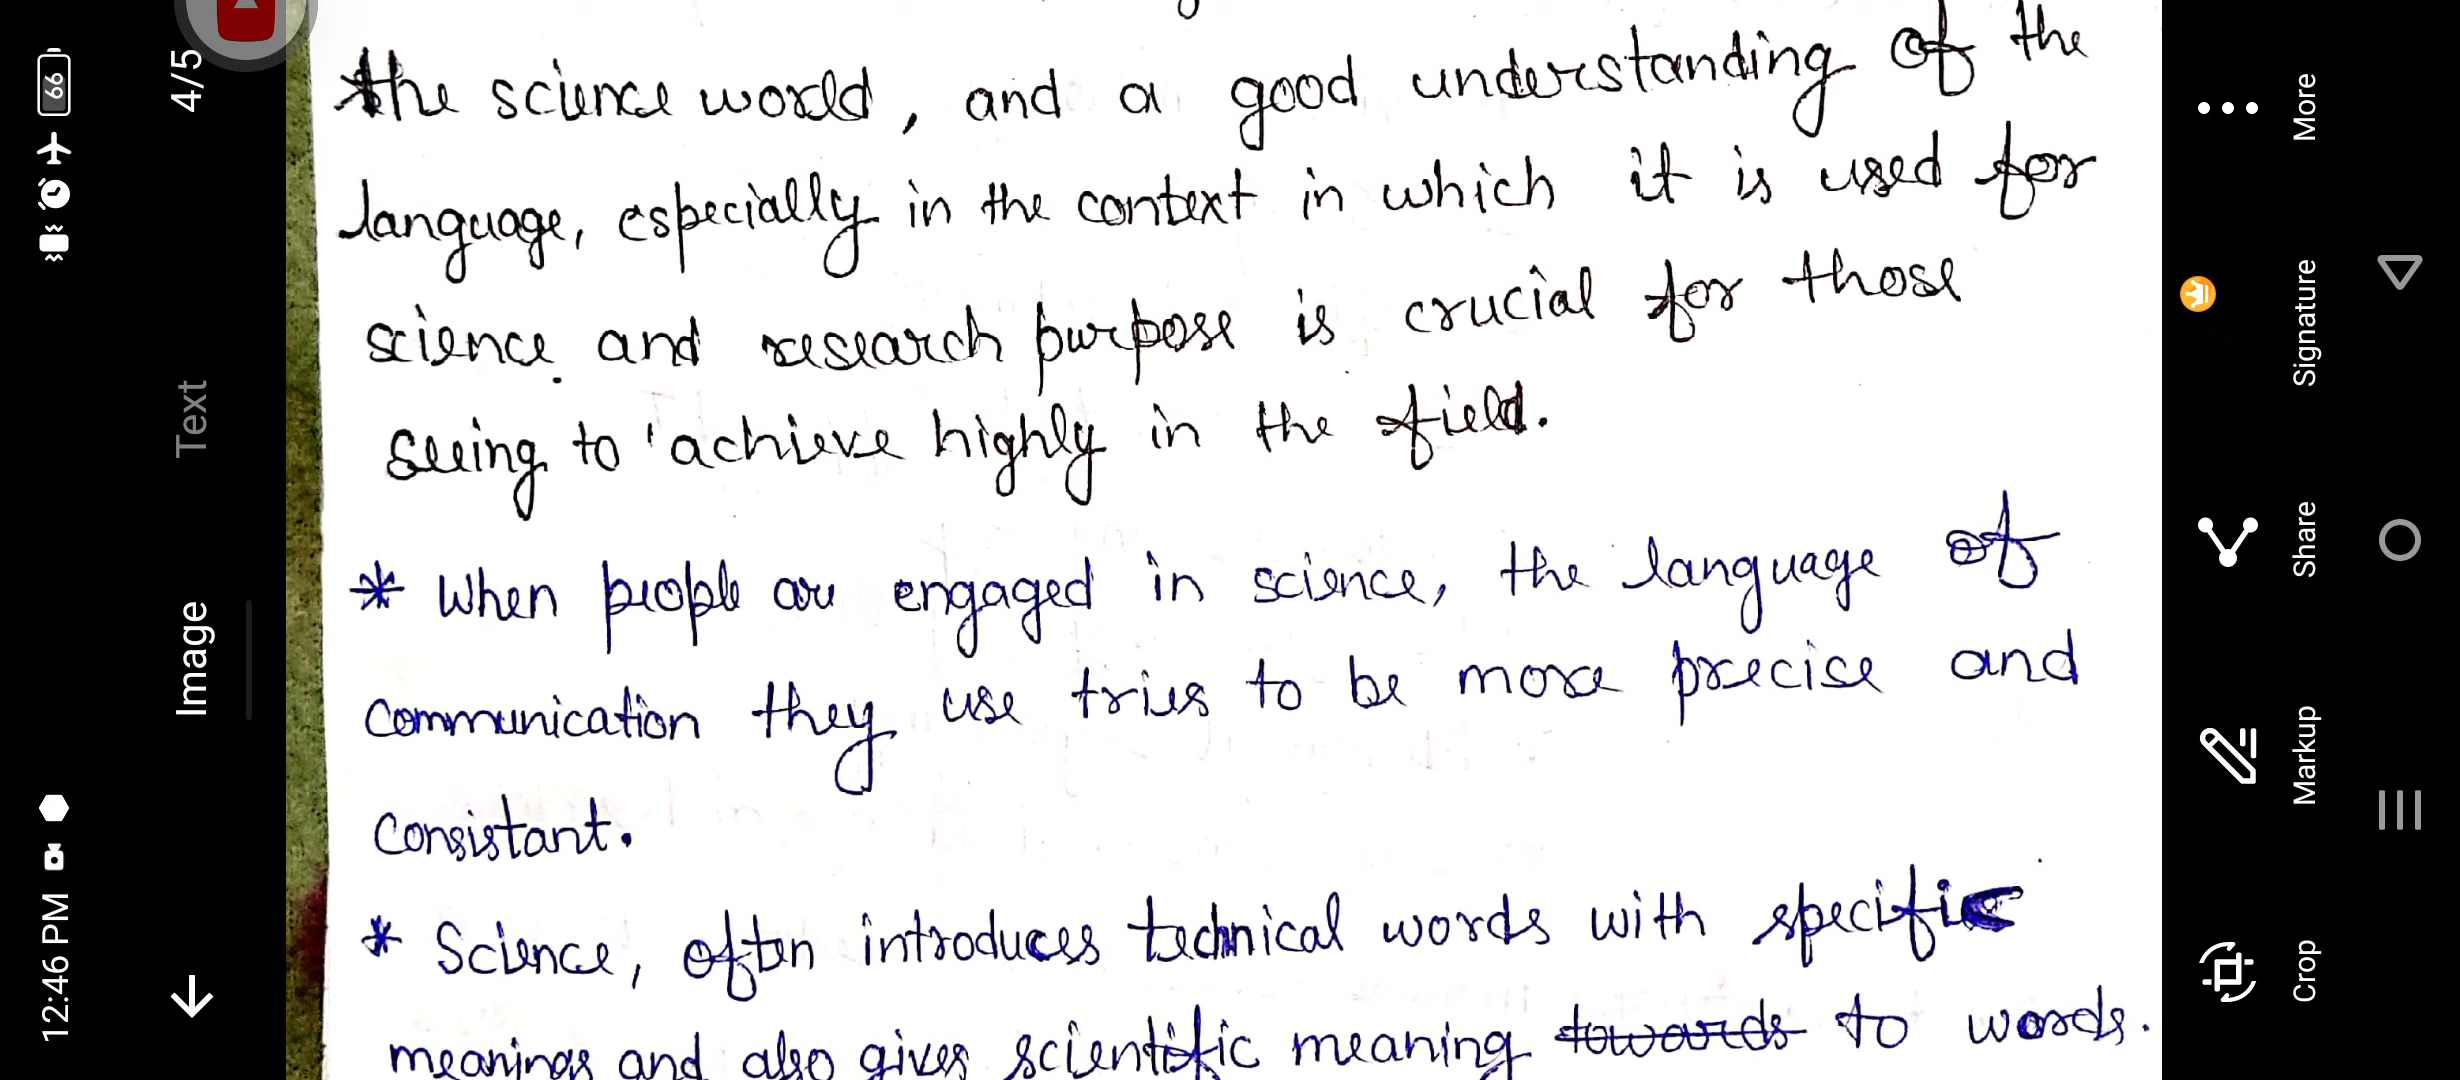 the science world, and a good understanding of the
language, especially in the context in which it is used for
science and research purpose is crucial for those
seeing to achieve highly in the field.
* When people are engaged in science, the language of
communication they use tries to be more precise and
consistant.
* Science, often introduces technical words with specific
meanings and also gives scientific meaning towards to words.
12:46 PM
66
4/5
Text
Image
More
Signature
Share
Markup
Crop